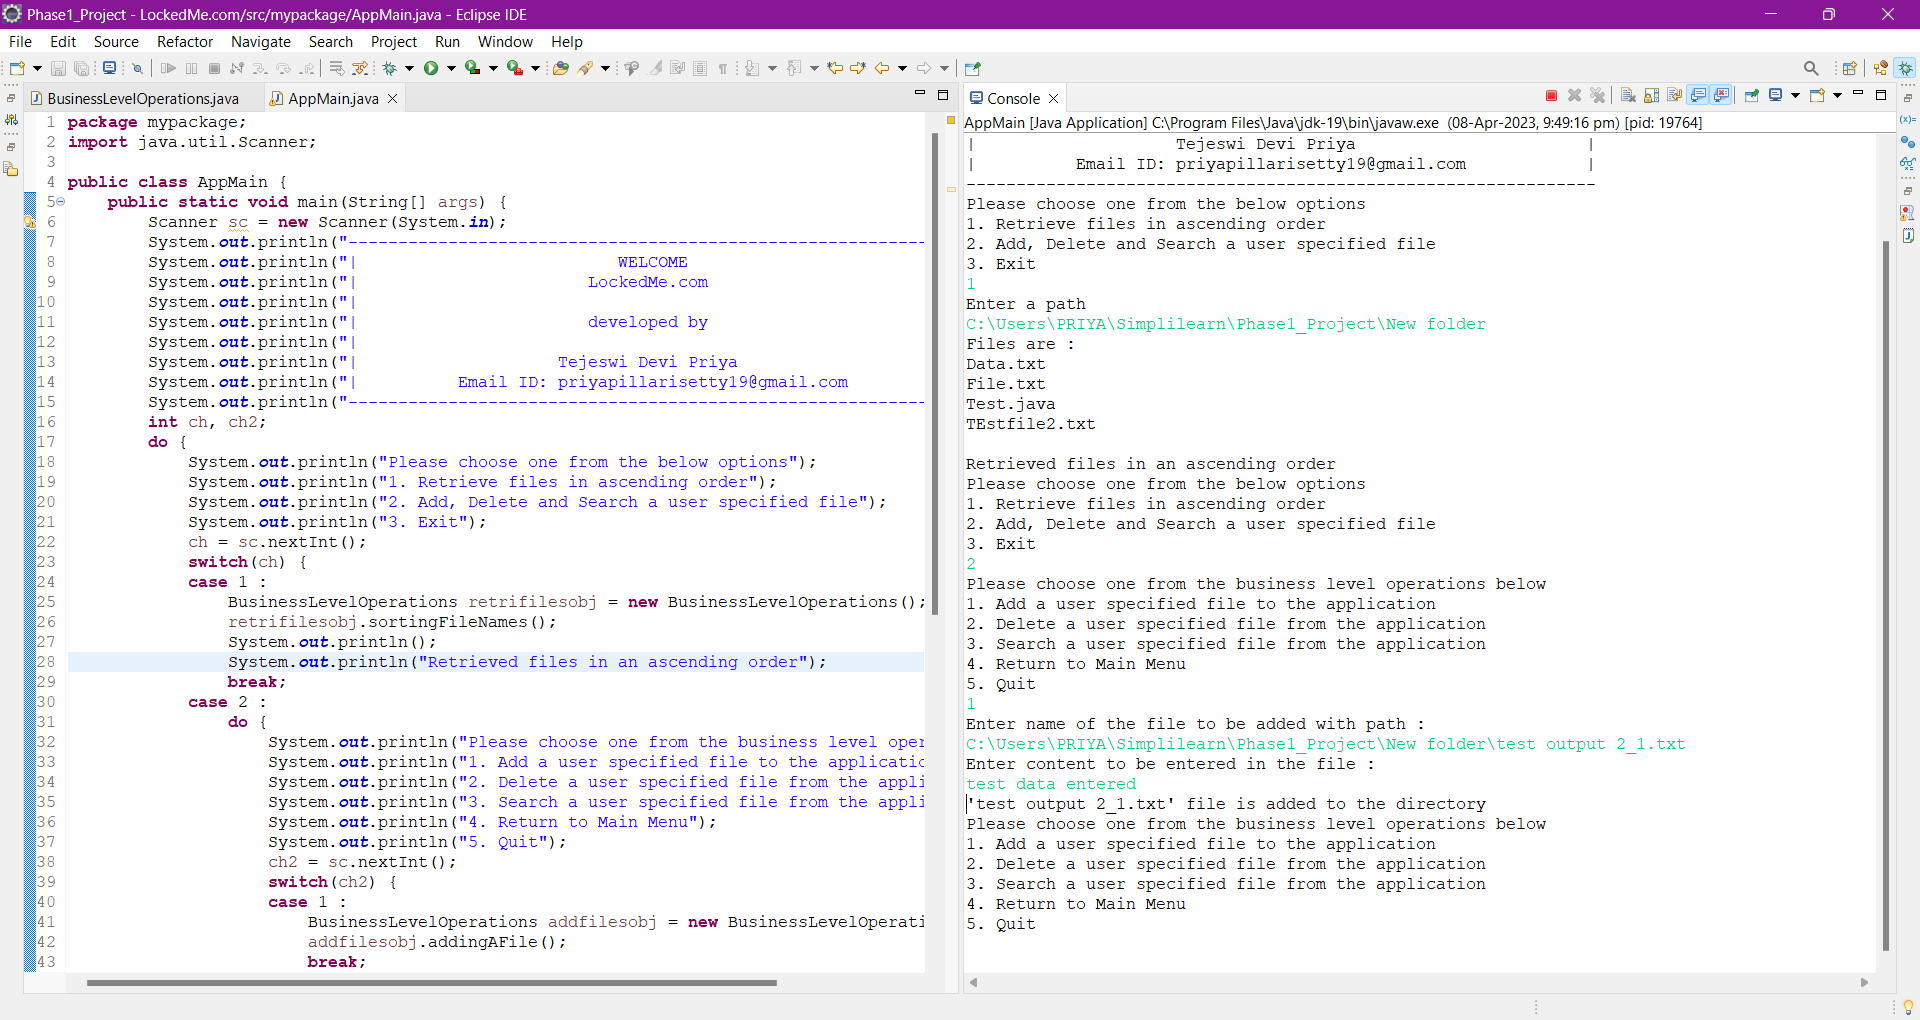 Phase1_Project - LockedMe.com/src/mypackage/AppMain.java - Eclipse IDE
File Edit Source Refactor Navigate Search Project Run Window Help
BusinessLevelOperations.java AppMain.java
1 package mypackage;
2 import java.util.Scanner;
3
4 public class AppMain {
5 public static void main(String[] args) {
6 Scanner sc = new Scanner(System.in);
7 System.out.println("----------------------------------------------------------
8 System.out.println("| WELCOME
9 System.out.println("| LockedMe.com
10 System.out.println("|
11 System.out.println("| developed by
12 System.out.println("|
13 System.out.println("| Tejeswi Devi Priya
14 System.out.println("| Email ID: priyapillarisetty19@gmail.com
15 System.out.println("----------------------------------------------------------
16 int ch, ch2;
17 do {
18 System.out.println("Please choose one from the below options");
19 System.out.println("1. Retrieve files in ascending order");
20 System.out.println("2. Add, Delete and Search a user specified file");
21 System.out.println("3. Exit");
22 ch = sc.nextInt();
23 switch(ch) {
24 case 1 :
25 BusinessLevelOperations retrifilesobj = new BusinessLevelOperations();
26 retrifilesobj.sortingFileNames();
27 System.out.println();
28 System.out.println("Retrieved files in an ascending order");
29 break;
30 case 2 :
31 do {
32 System.out.println("Please choose one from the business level oper
33 System.out.println("1. Add a user specified file to the applicatic
34 System.out.println("2. Delete a user specified file from the appli
35 System.out.println("3. Search a user specified file from the appli
36 System.out.println("4. Return to Main Menu");
37 System.out.println("5. Quit");
38 ch2 = sc.nextInt();
39 switch(ch2) {
40 case 1 :
41 BusinessLevelOperations addfilesobj = new BusinessLevelOperati
42 addfilesobj.addingAFile();
43 break;
Console
AppMain [Java Application] C:\Program Files\Java\jdk-19\bin\javaw.exe (08-Apr-2023, 9:49:16 pm) [pid: 19764]
| Tejeswi Devi Priya |
| Email ID: priyapillarisetty19@gmail.com |
---------------------------------------------------------------
Please choose one from the below options
1. Retrieve files in ascending order
2. Add, Delete and Search a user specified file
3. Exit
1
Enter a path
C:\Users\PRIYA\Simplilearn\Phase1_Project\New folder
Files are :
Data.txt
File.txt
Test.java
TEstfile2.txt
Retrieved files in an ascending order
Please choose one from the below options
1. Retrieve files in ascending order
2. Add, Delete and Search a user specified file
3. Exit
2
Please choose one from the business level operations below
1. Add a user specified file to the application
2. Delete a user specified file from the application
3. Search a user specified file from the application
4. Return to Main Menu
5. Quit
1
Enter name of the file to be added with path :
C:\Users\PRIYA\Simplilearn\Phase1_Project\New folder\test output 2_1.txt
Enter content to be entered in the file :
test data entered
'test output 2_1.txt' file is added to the directory
Please choose one from the business level operations below
1. Add a user specified file to the application
2. Delete a user specified file from the application
3. Search a user specified file from the application
4. Return to Main Menu
5. Quit